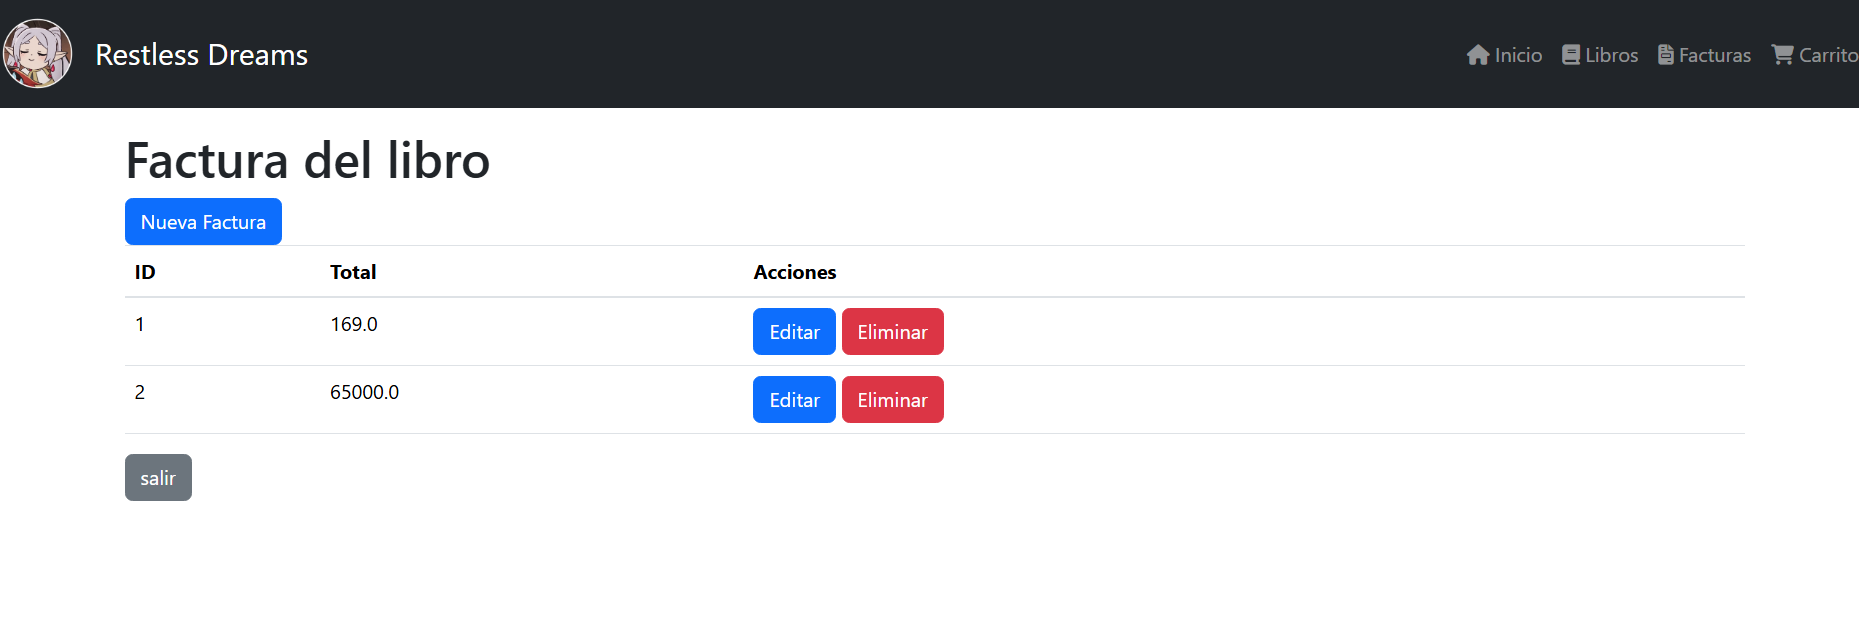 Restless Dreams Inicio Libros Facturas Carrito
Factura del libro
Nueva Factura
ID Total Acciones
1 169.0 Editar Eliminar
2 65000.0 Editar Eliminar
salir